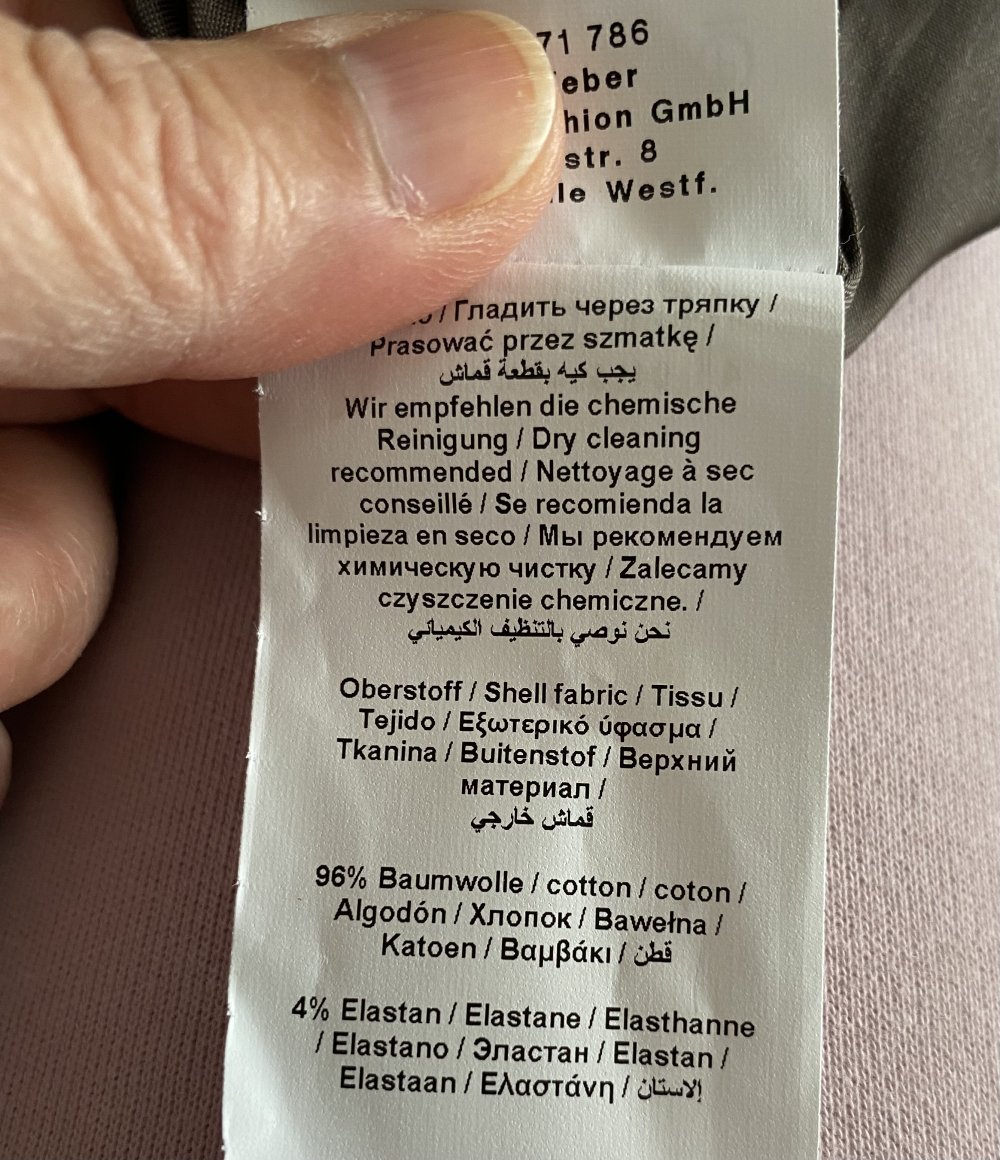 71 786
eber
hion GmbH
str. 8
le Westf.
/ Гладить через тряпку /
Prasować przez szmatkę /
يجب كيه بقطعة قماش
Wir empfehlen die chemische
Reinigung / Dry cleaning
recommended / Nettoyage à sec
conseillé / Se recomienda la
limpieza en seco / Мы рекомендуем
химическую чистку / Zalecamy
czyszczenie chemiczne. /
نحن نوصي بالتنظيف الكيميائي
Oberstoff / Shell fabric / Tissu /
Tejido / Εξωτερικό ύφασμα /
Tkanina / Buitenstof / Верхний
материал /
قماش خارجي
96% Baumwolle / cotton / coton /
Algodón / Хлопок / Bawełna /
Katoen / Βαμβάκι / قطن
4% Elastan / Elastane / Elasthanne
/ Elastano / Эластан / Elastan /
Elastaan / Ελαστάνη / إلاستان